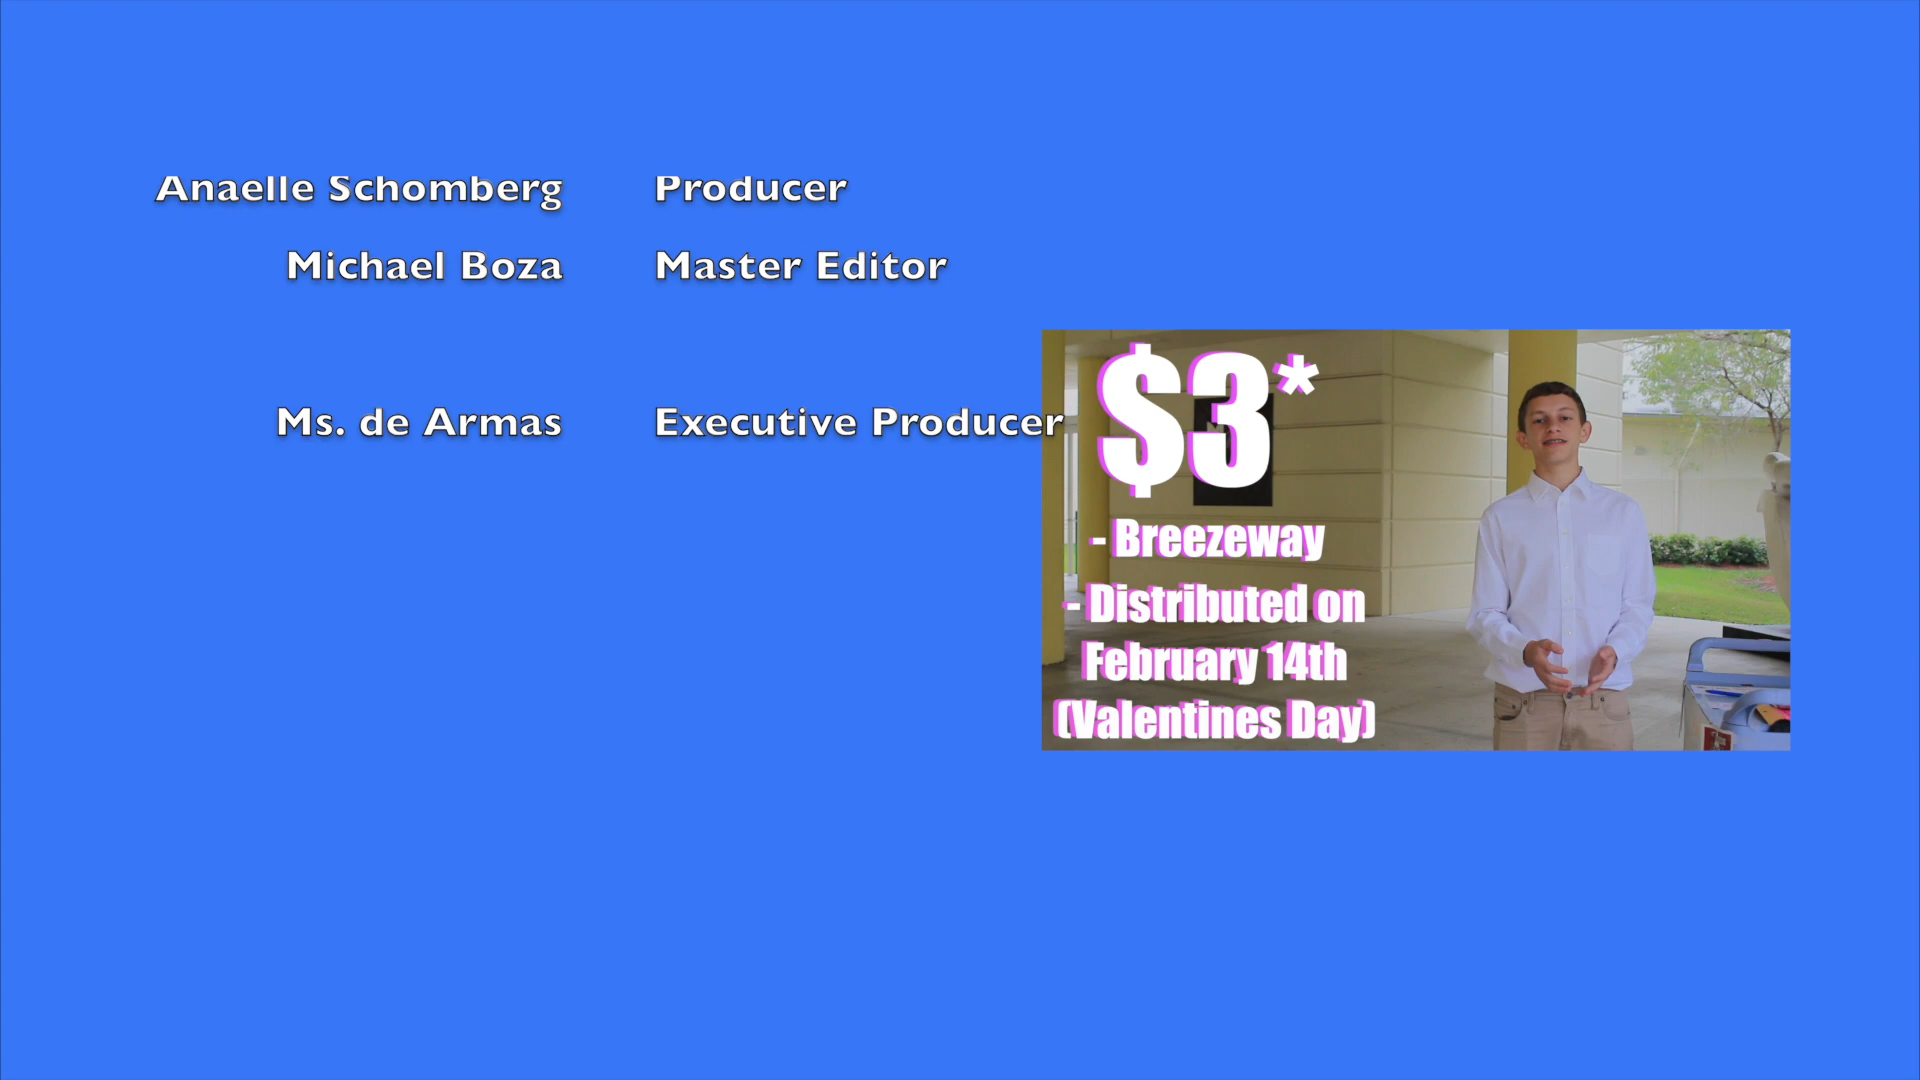 Anaelle Schomberg Producer
Michael Boza Master Editor
Ms. de Armas Executive Producer
$3*
- Breezeway
- Distributed on
February 14th
(Valentines Day)